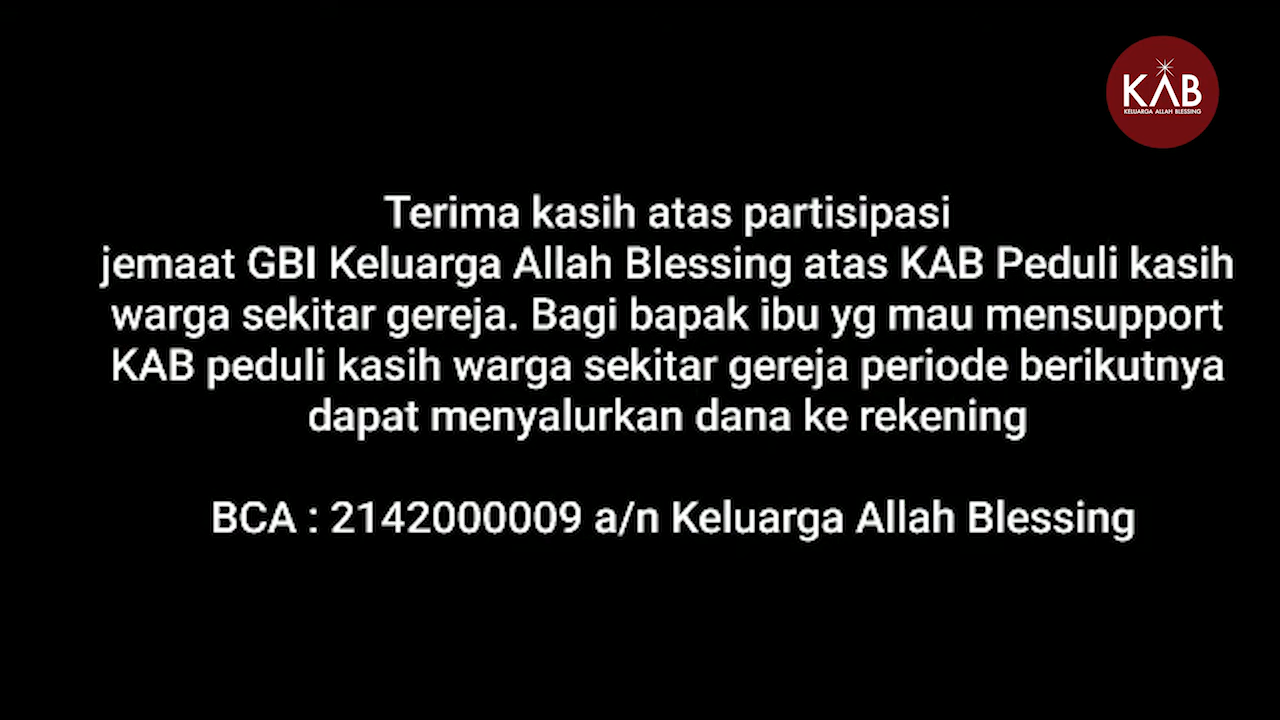 KAB
KELUARGA ALLAH BLESSING
Terima kasih atas partisipasi
jemaat GBI Keluarga Allah Blessing atas KAB Peduli kasih
warga sekitar gereja. Bagi bapak ibu yg mau mensupport
KAB peduli kasih warga sekitar gereja periode berikutnya
dapat menyalurkan dana ke rekening
BCA : 2142000009 a/n Keluarga Allah Blessing